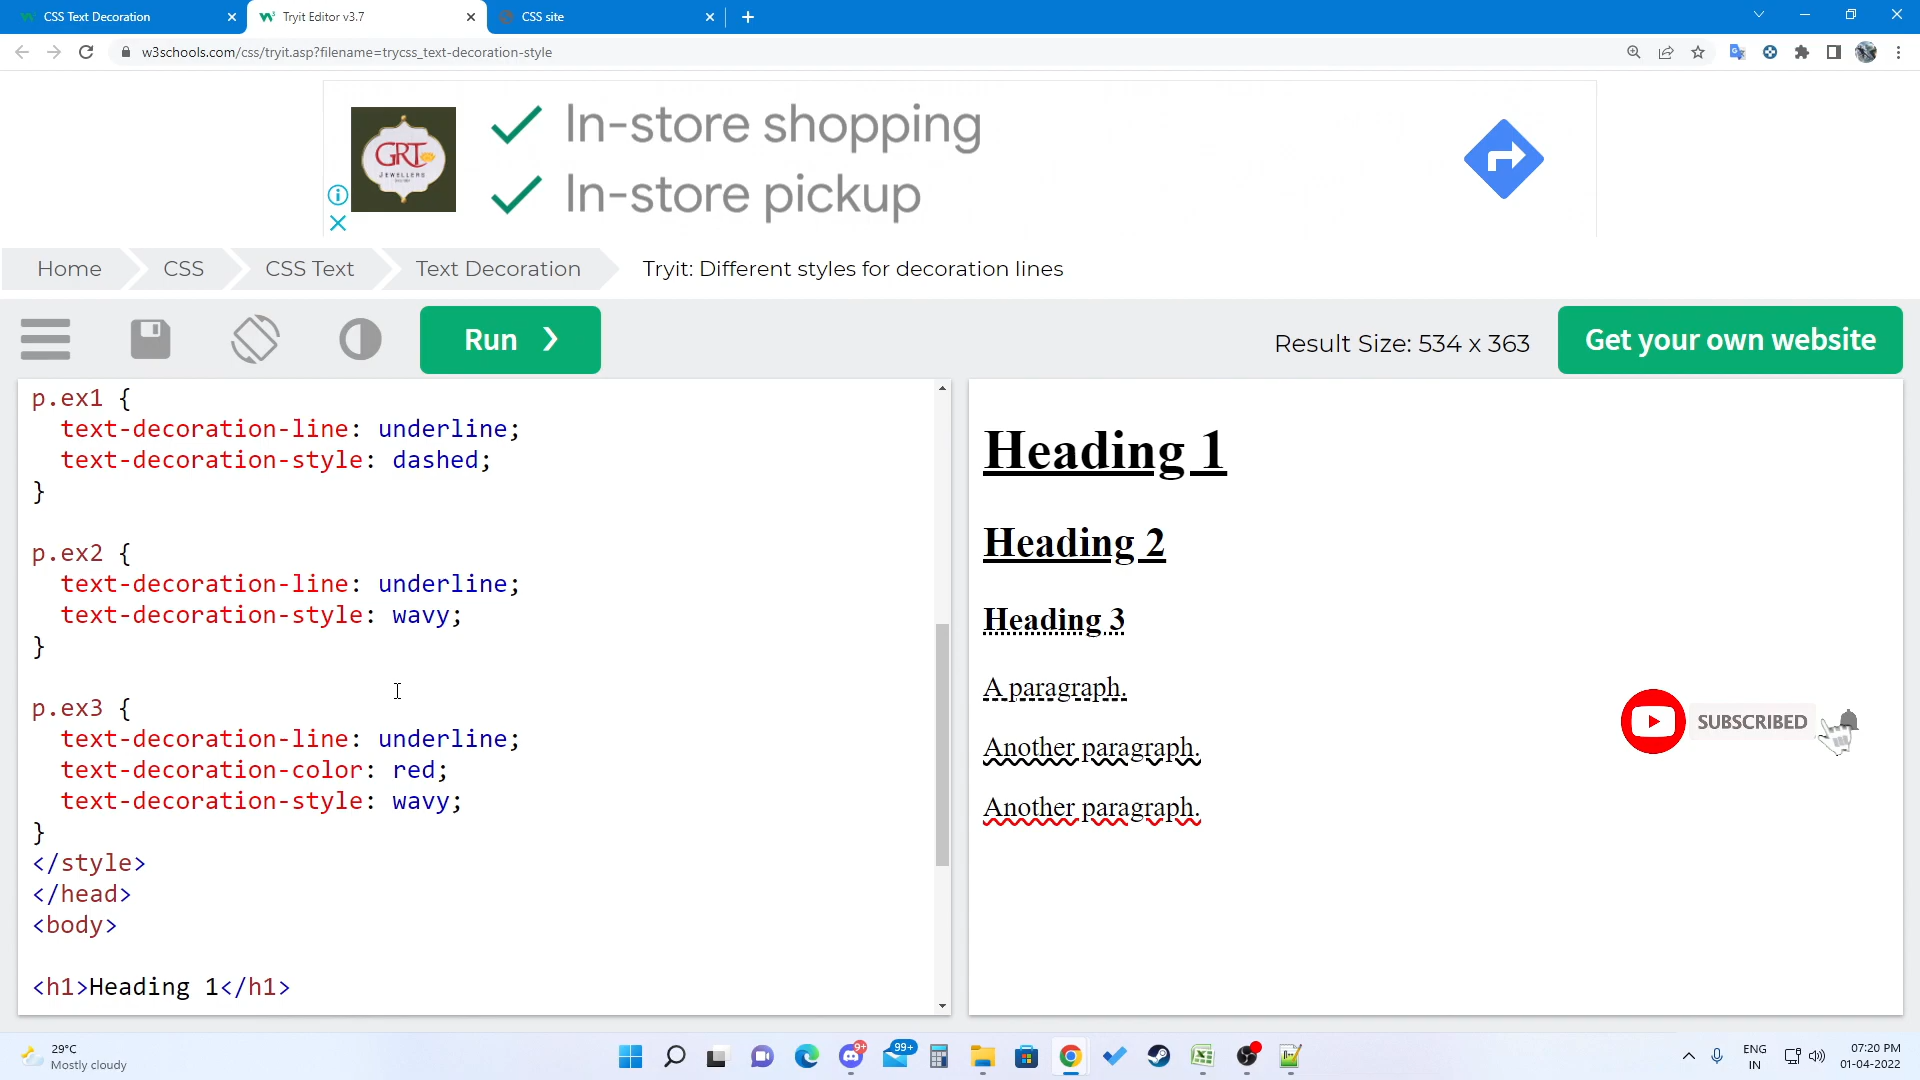 CSS Text Decoration
Tryit Editor v3.7
CSS site
w3schools.com/css/tryit.asp?filename=trycss_text-decoration-style
GRT
JEWELLERS
In-store shopping
In-store pickup
Home
CSS
CSS Text
Text Decoration
Tryit: Different styles for decoration lines
Run
Result Size: 534 x 363
Get your own website
p.ex1 {
text-decoration-line: underline;
text-decoration-style: dashed;
}
p.ex2 {
text-decoration-line: underline;
text-decoration-style: wavy;
}
p.ex3 {
text-decoration-line: underline;
text-decoration-color: red;
text-decoration-style: wavy;
}
</style>
</head>
<body>
<h1>Heading 1</h1>
Heading 1
Heading 2
Heading 3
A paragraph.
Another paragraph.
Another paragraph.
SUBSCRIBED
29°C
Mostly cloudy
9+
99+
ENG
IN
07:20 PM
01-04-2022